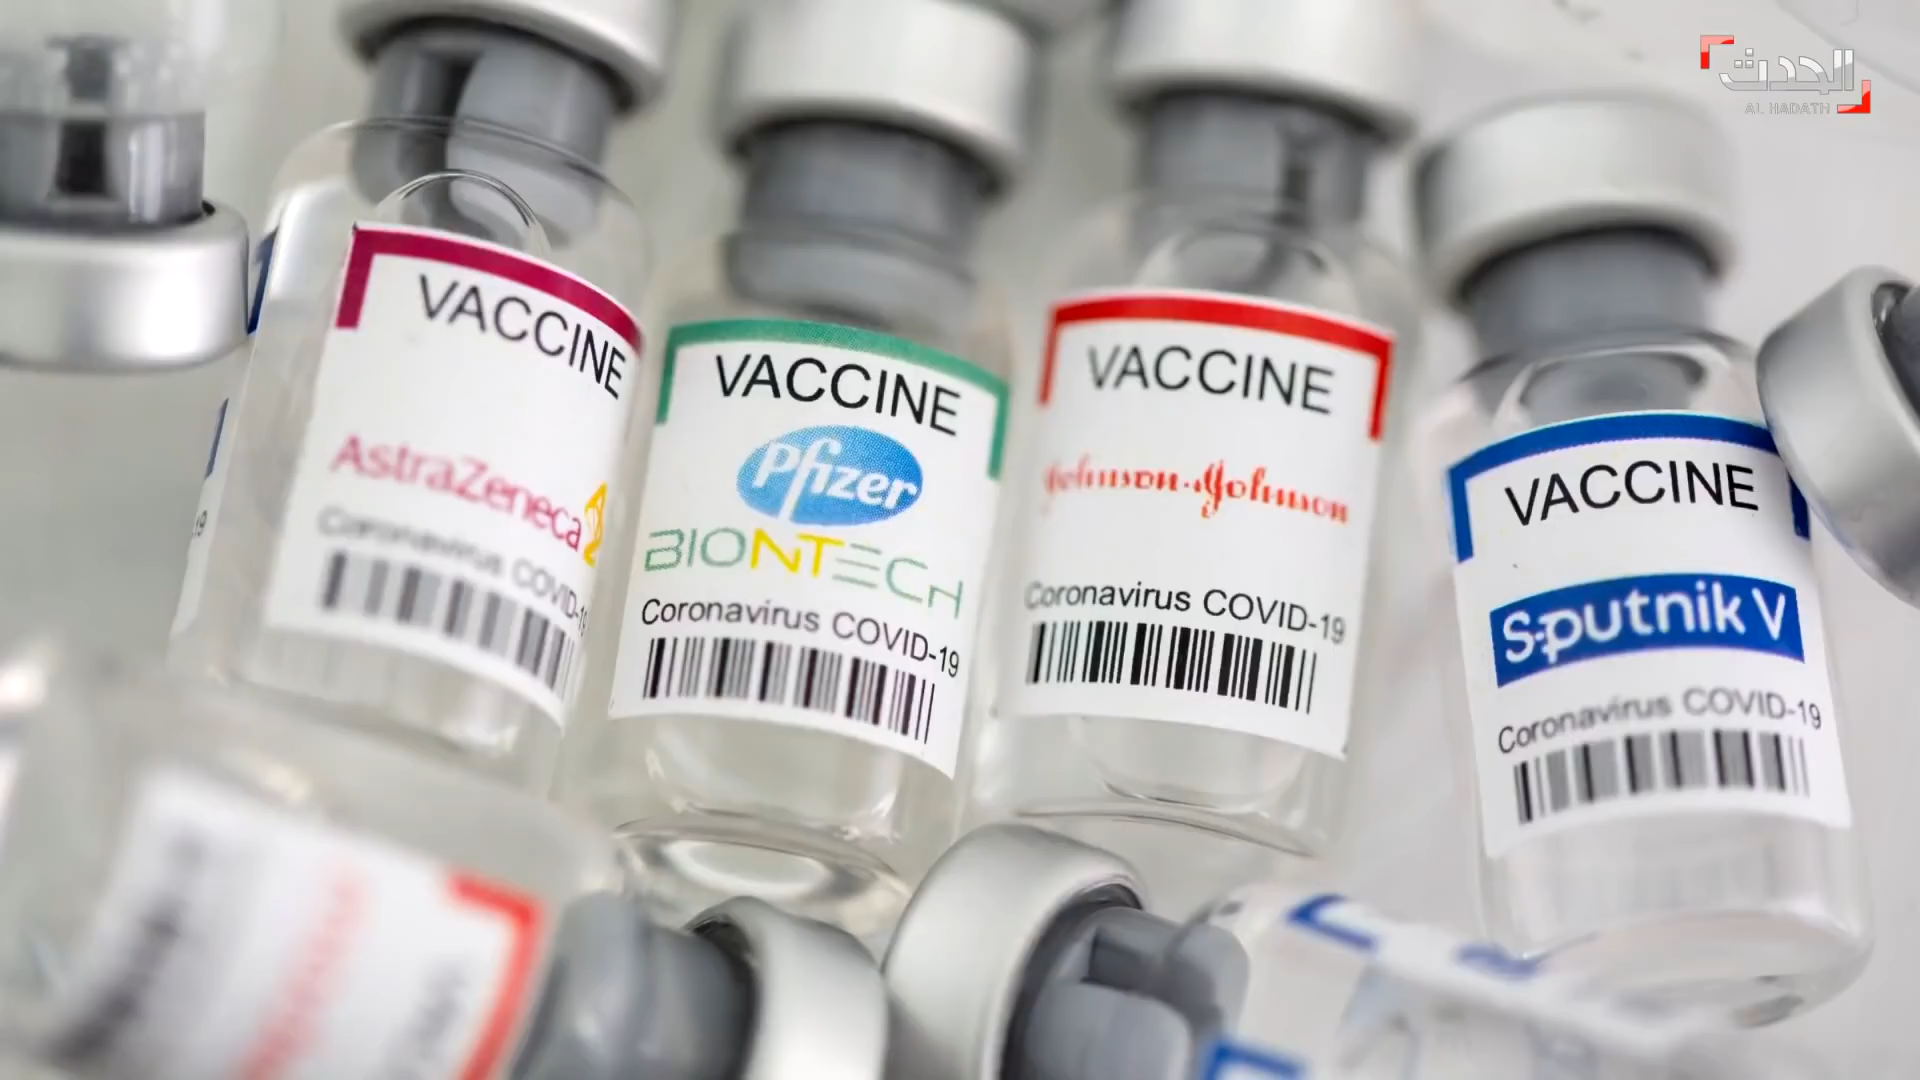 الحدث
AL HADATH
VACCINE
AstraZeneca
Coronavirus COVID-19
VACCINE
Pfizer
BIONTECH
Coronavirus COVID-19
VACCINE
Johnson & Johnson
Coronavirus COVID-19
VACCINE
Sputnik V
Coronavirus COVID-19